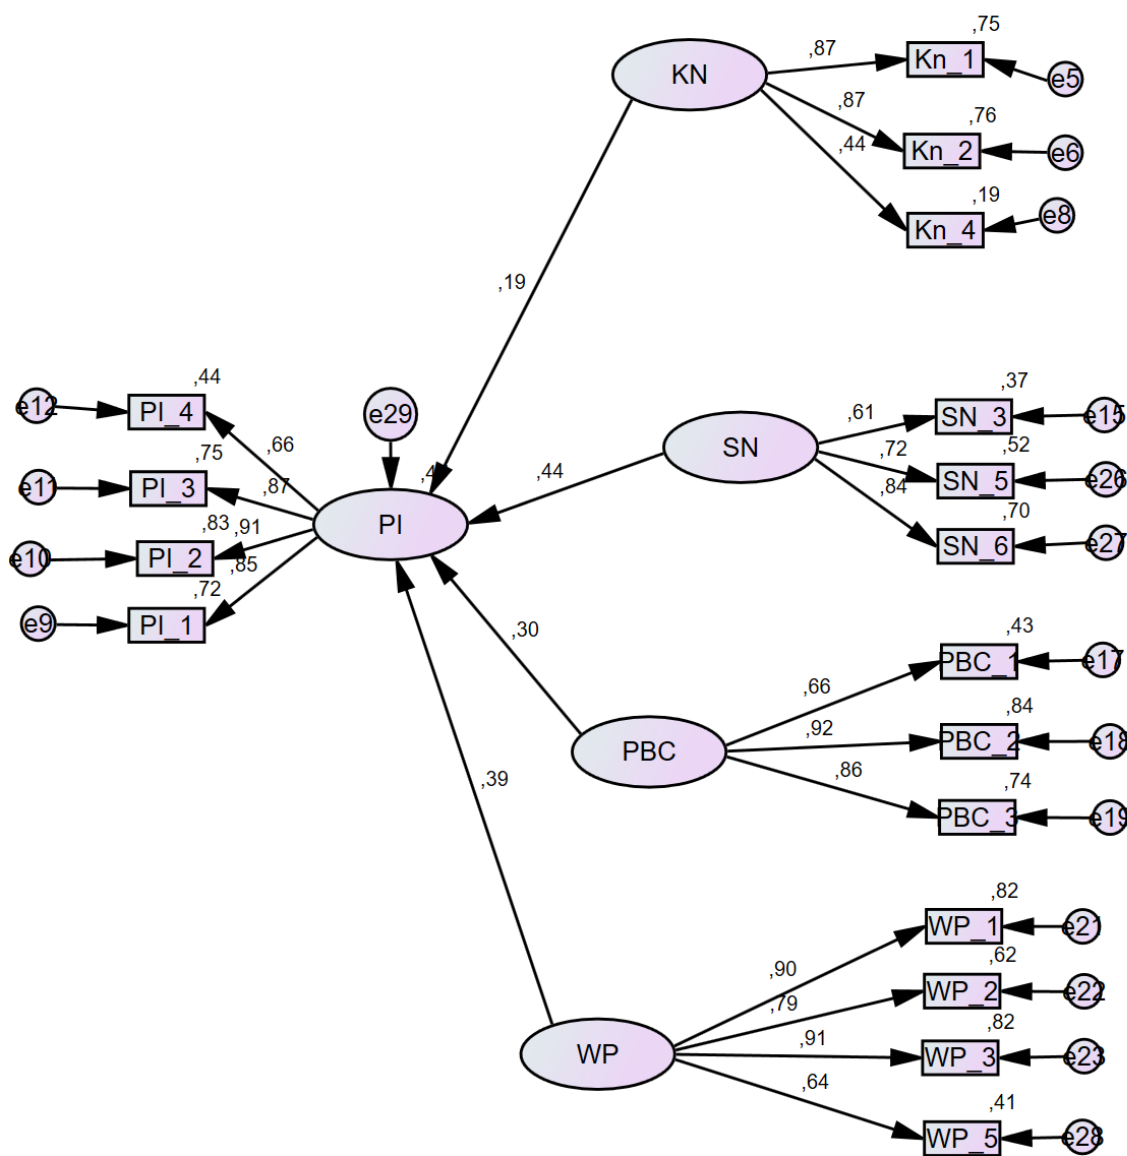 ,75
,87
KN
Kn_1
e5
,76
,87
Kn_2
e6
,44
,19
Kn_4
e8
,19
,44
e12
PI_4
e29
,66
,75
e11
PI_3
,87
PI
,83
,91
e10
PI_2
,85
,72
e9
PI_1
,37
,61
SN_3
e15
SN
,72
,52
SN_5
e26
,84
,70
SN_6
e27
,44
,30
,43
PBC_1
e17
,66
,84
PBC
,92
PBC_2
e18
,86
,74
PBC_3
e19
,39
,82
WP_1
e21
,90
,62
WP_2
e22
,79
,82
WP
,91
WP_3
e23
,64
,41
WP_5
e28